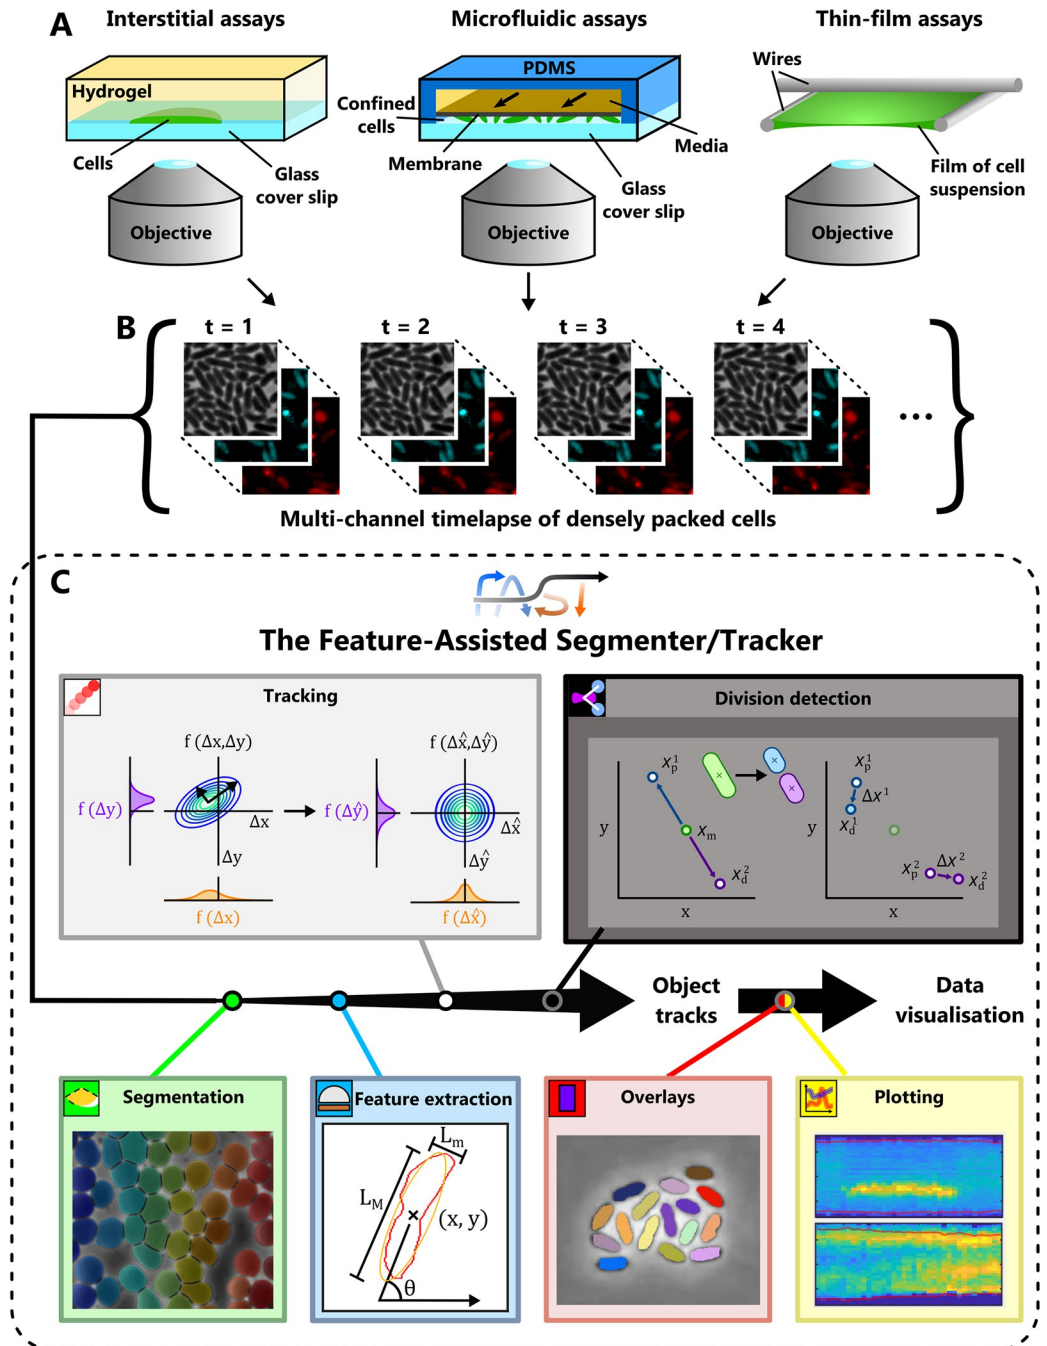 A
Interstitial assays
Microfluidic assays
Thin-film assays
Hydrogel
Cells
Glass
cover slip
Objective
PDMS
Confined
cells
Membrane
Media
Glass
cover slip
Objective
Wires
Film of cell
suspension
Objective
B
t = 1
t = 2
t = 3
t = 4
...
Multi-channel timelapse of densely packed cells
C
The Feature-Assisted Segmenter/Tracker
Tracking
f (Δx,Δy)
f (Δy)
Δx
Δy
f (Δx)
f (Δx̂,Δŷ)
f (Δŷ)
Δx̂
Δŷ
f (Δx̂)
Division detection
y
x
X_p^1
X_m
X_d^2
y
x
X_p^1
Δx^1
X_d^1
X_p^2
Δx^2
X_d^2
Object
tracks
Data
visualisation
Segmentation
Feature extraction
L_m
L_M
(x, y)
θ
Overlays
Plotting